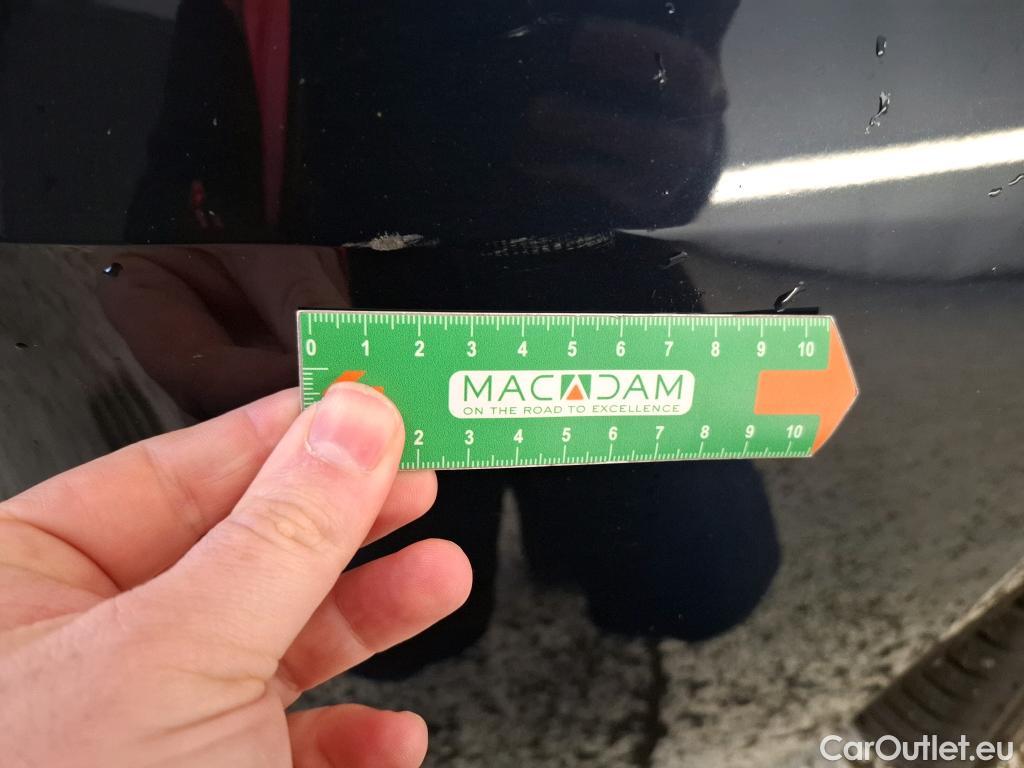 0 1 2 3 4 5 6 7 8 9 10
MACADAM
ON THE ROAD TO EXCELLENCE
2 3 4 5 6 7 8 9 10
CarOutlet.eu